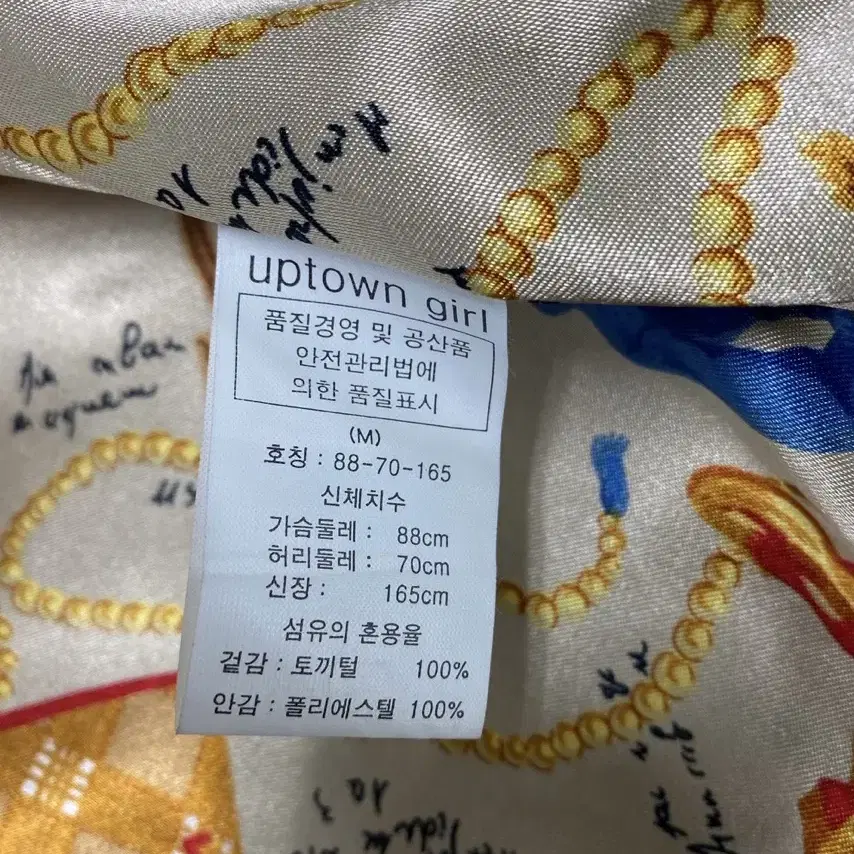 uptown girl
품질경영 및 공산품
안전관리법에
의한 품질표시
(M)
호칭 : 88-70-165
신체치수
가슴둘레 : 88cm
허리둘레 : 70cm
신장 : 165cm
섬유의 혼용율
겉감 : 토끼털 100%
안감 : 폴리에스텔 100%